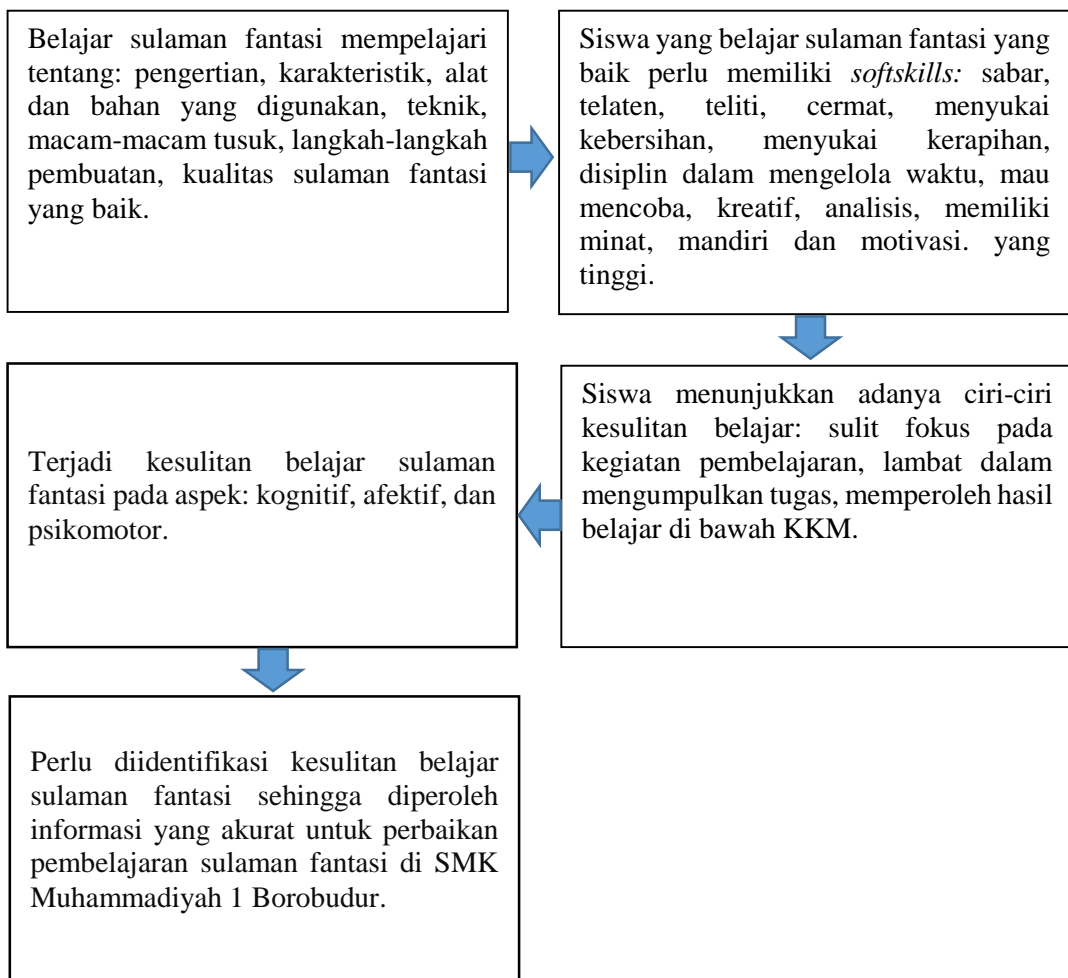 Belajar sulaman fantasi mempelajari
tentang: pengertian, karakteristik, alat
dan bahan yang digunakan, teknik,
macam-macam tusuk, langkah-langkah
pembuatan, kualitas sulaman fantasi
yang baik.
Siswa yang belajar sulaman fantasi yang
baik perlu memiliki softskills: sabar,
telaten, teliti, cermat, menyukai
kebersihan, menyukai kerapihan,
disiplin dalam mengelola waktu, mau
mencoba, kreatif, analisis, memiliki
minat, mandiri dan motivasi. yang
tinggi.
Siswa menunjukkan adanya ciri-ciri
kesulitan belajar: sulit fokus pada
kegiatan pembelajaran, lambat dalam
mengumpulkan tugas, memperoleh hasil
belajar di bawah KKM.
Terjadi kesulitan belajar sulaman
fantasi pada aspek: kognitif, afektif, dan
psikomotor.
Perlu diidentifikasi kesulitan belajar
sulaman fantasi sehingga diperoleh
informasi yang akurat untuk perbaikan
pembelajaran sulaman fantasi di SMK
Muhammadiyah 1 Borobudur.